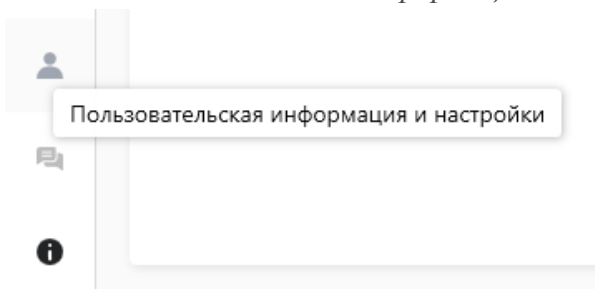 Пользовательская информация и настройки